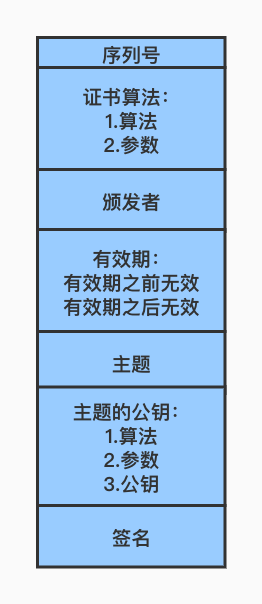 序列号
证书算法：
1.算法
2.参数
颁发者
有效期：
有效期之前无效
有效期之后无效
主题
主题的公钥：
1.算法
2.参数
3.公钥
签名